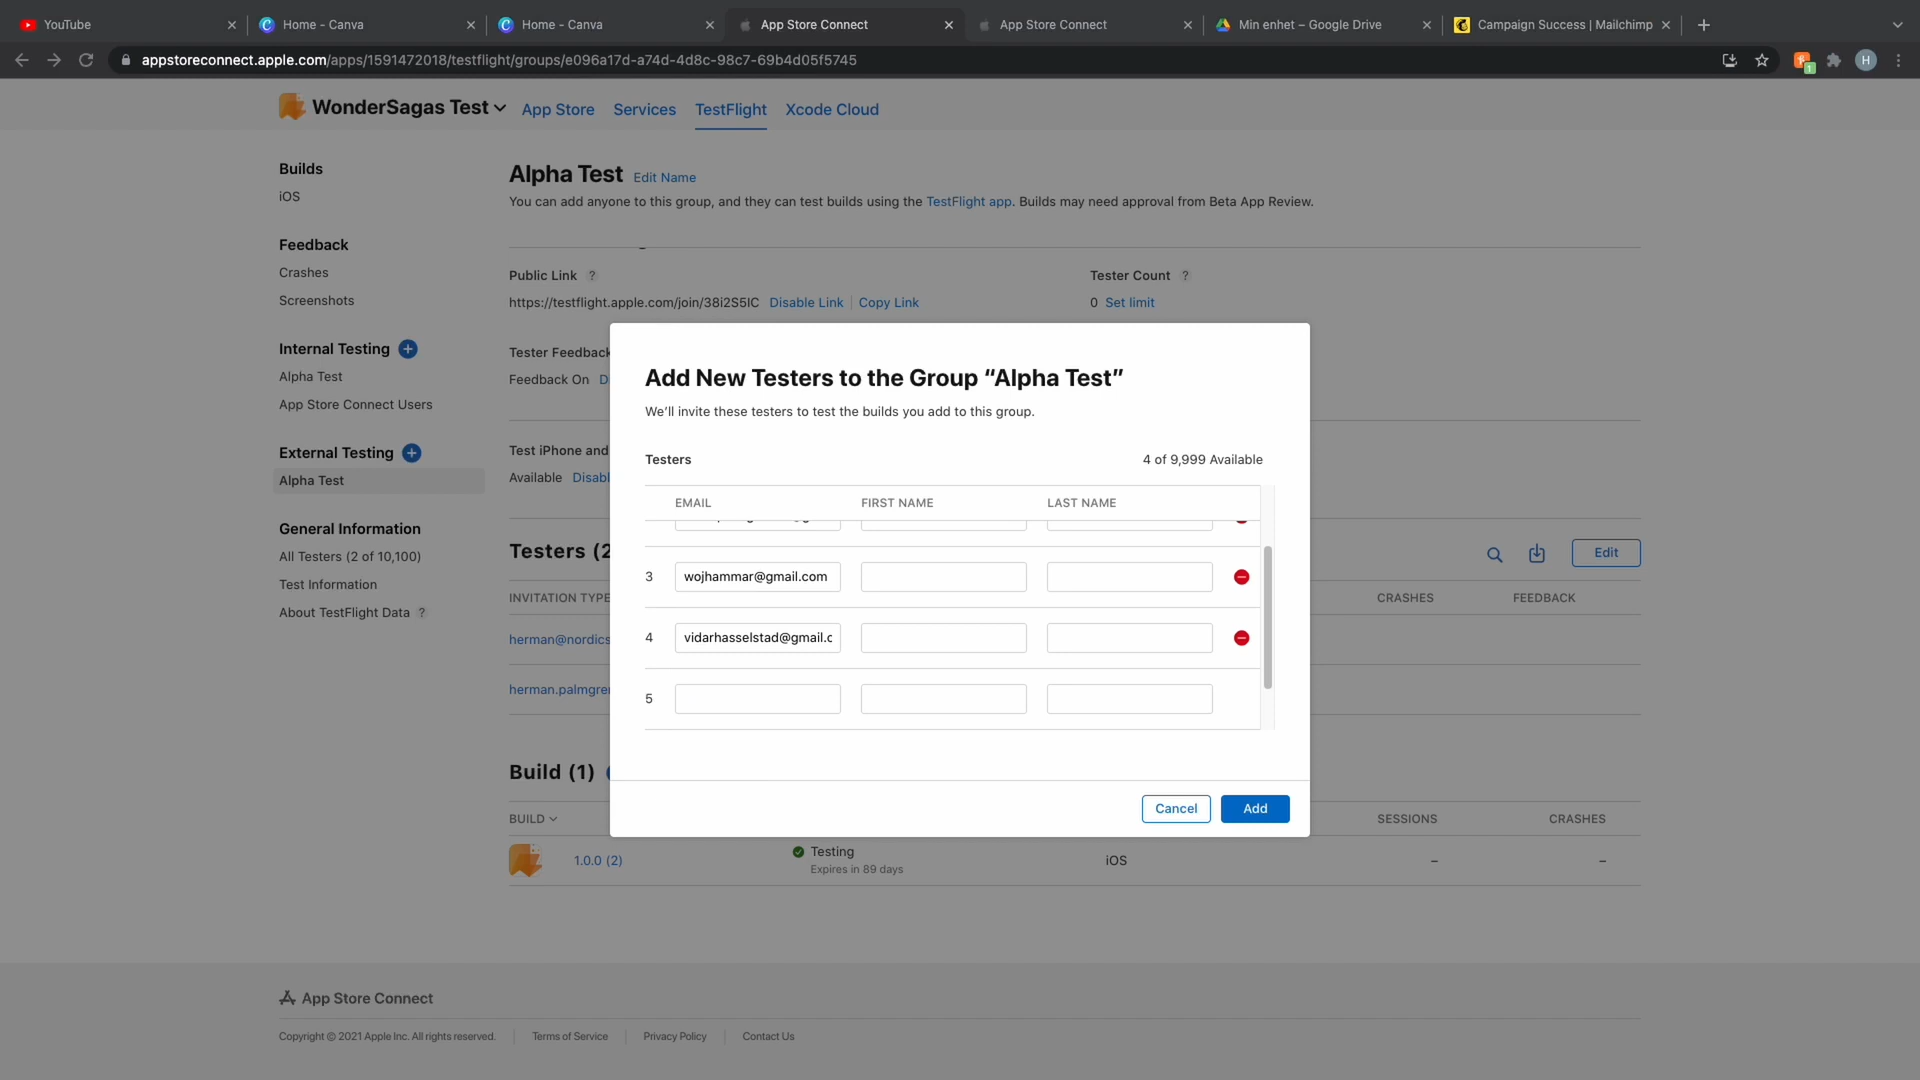 YouTube
Home - Canva
Home - Canva
App Store Connect
App Store Connect
Min enhet – Google Drive
Campaign Success | Mailchimp
appstoreconnect.apple.com/apps/1591472018/testflight/groups/e096a17d-a74d-4d8c-98c7-69b4d05f5745
1
H
WonderSagas Test
App Store
Services
TestFlight
Xcode Cloud
Builds
iOS
Feedback
Crashes
Screenshots
Internal Testing
Alpha Test
App Store Connect Users
External Testing
Alpha Test
General Information
All Testers (2 of 10,100)
Test Information
About TestFlight Data ?
Alpha Test Edit Name
You can add anyone to this group, and they can test builds using the TestFlight app. Builds may need approval from Beta App Review.
Public Link ?
Tester Count ?
https://testflight.apple.com/join/38i2S5IC Disable Link Copy Link
0 Set limit
Tester Feedback
Feedback On
Test iPhone and
Available
Testers (2
Edit
INVITATION TYPE
CRASHES
FEEDBACK
herman@nordics
herman.palmgre
Build (1)
BUILD
SESSIONS
CRASHES
1.0.0 (2)
Testing
Expires in 89 days
iOS
–
–
Add New Testers to the Group “Alpha Test”
We’ll invite these testers to test the builds you add to this group.
Testers
4 of 9,999 Available
EMAIL
FIRST NAME
LAST NAME
3
wojhammar@gmail.com
4
vidarhasselstad@gmail.c
5
Cancel
Add
App Store Connect
Copyright © 2021 Apple Inc. All rights reserved.
Terms of Service
Privacy Policy
Contact Us